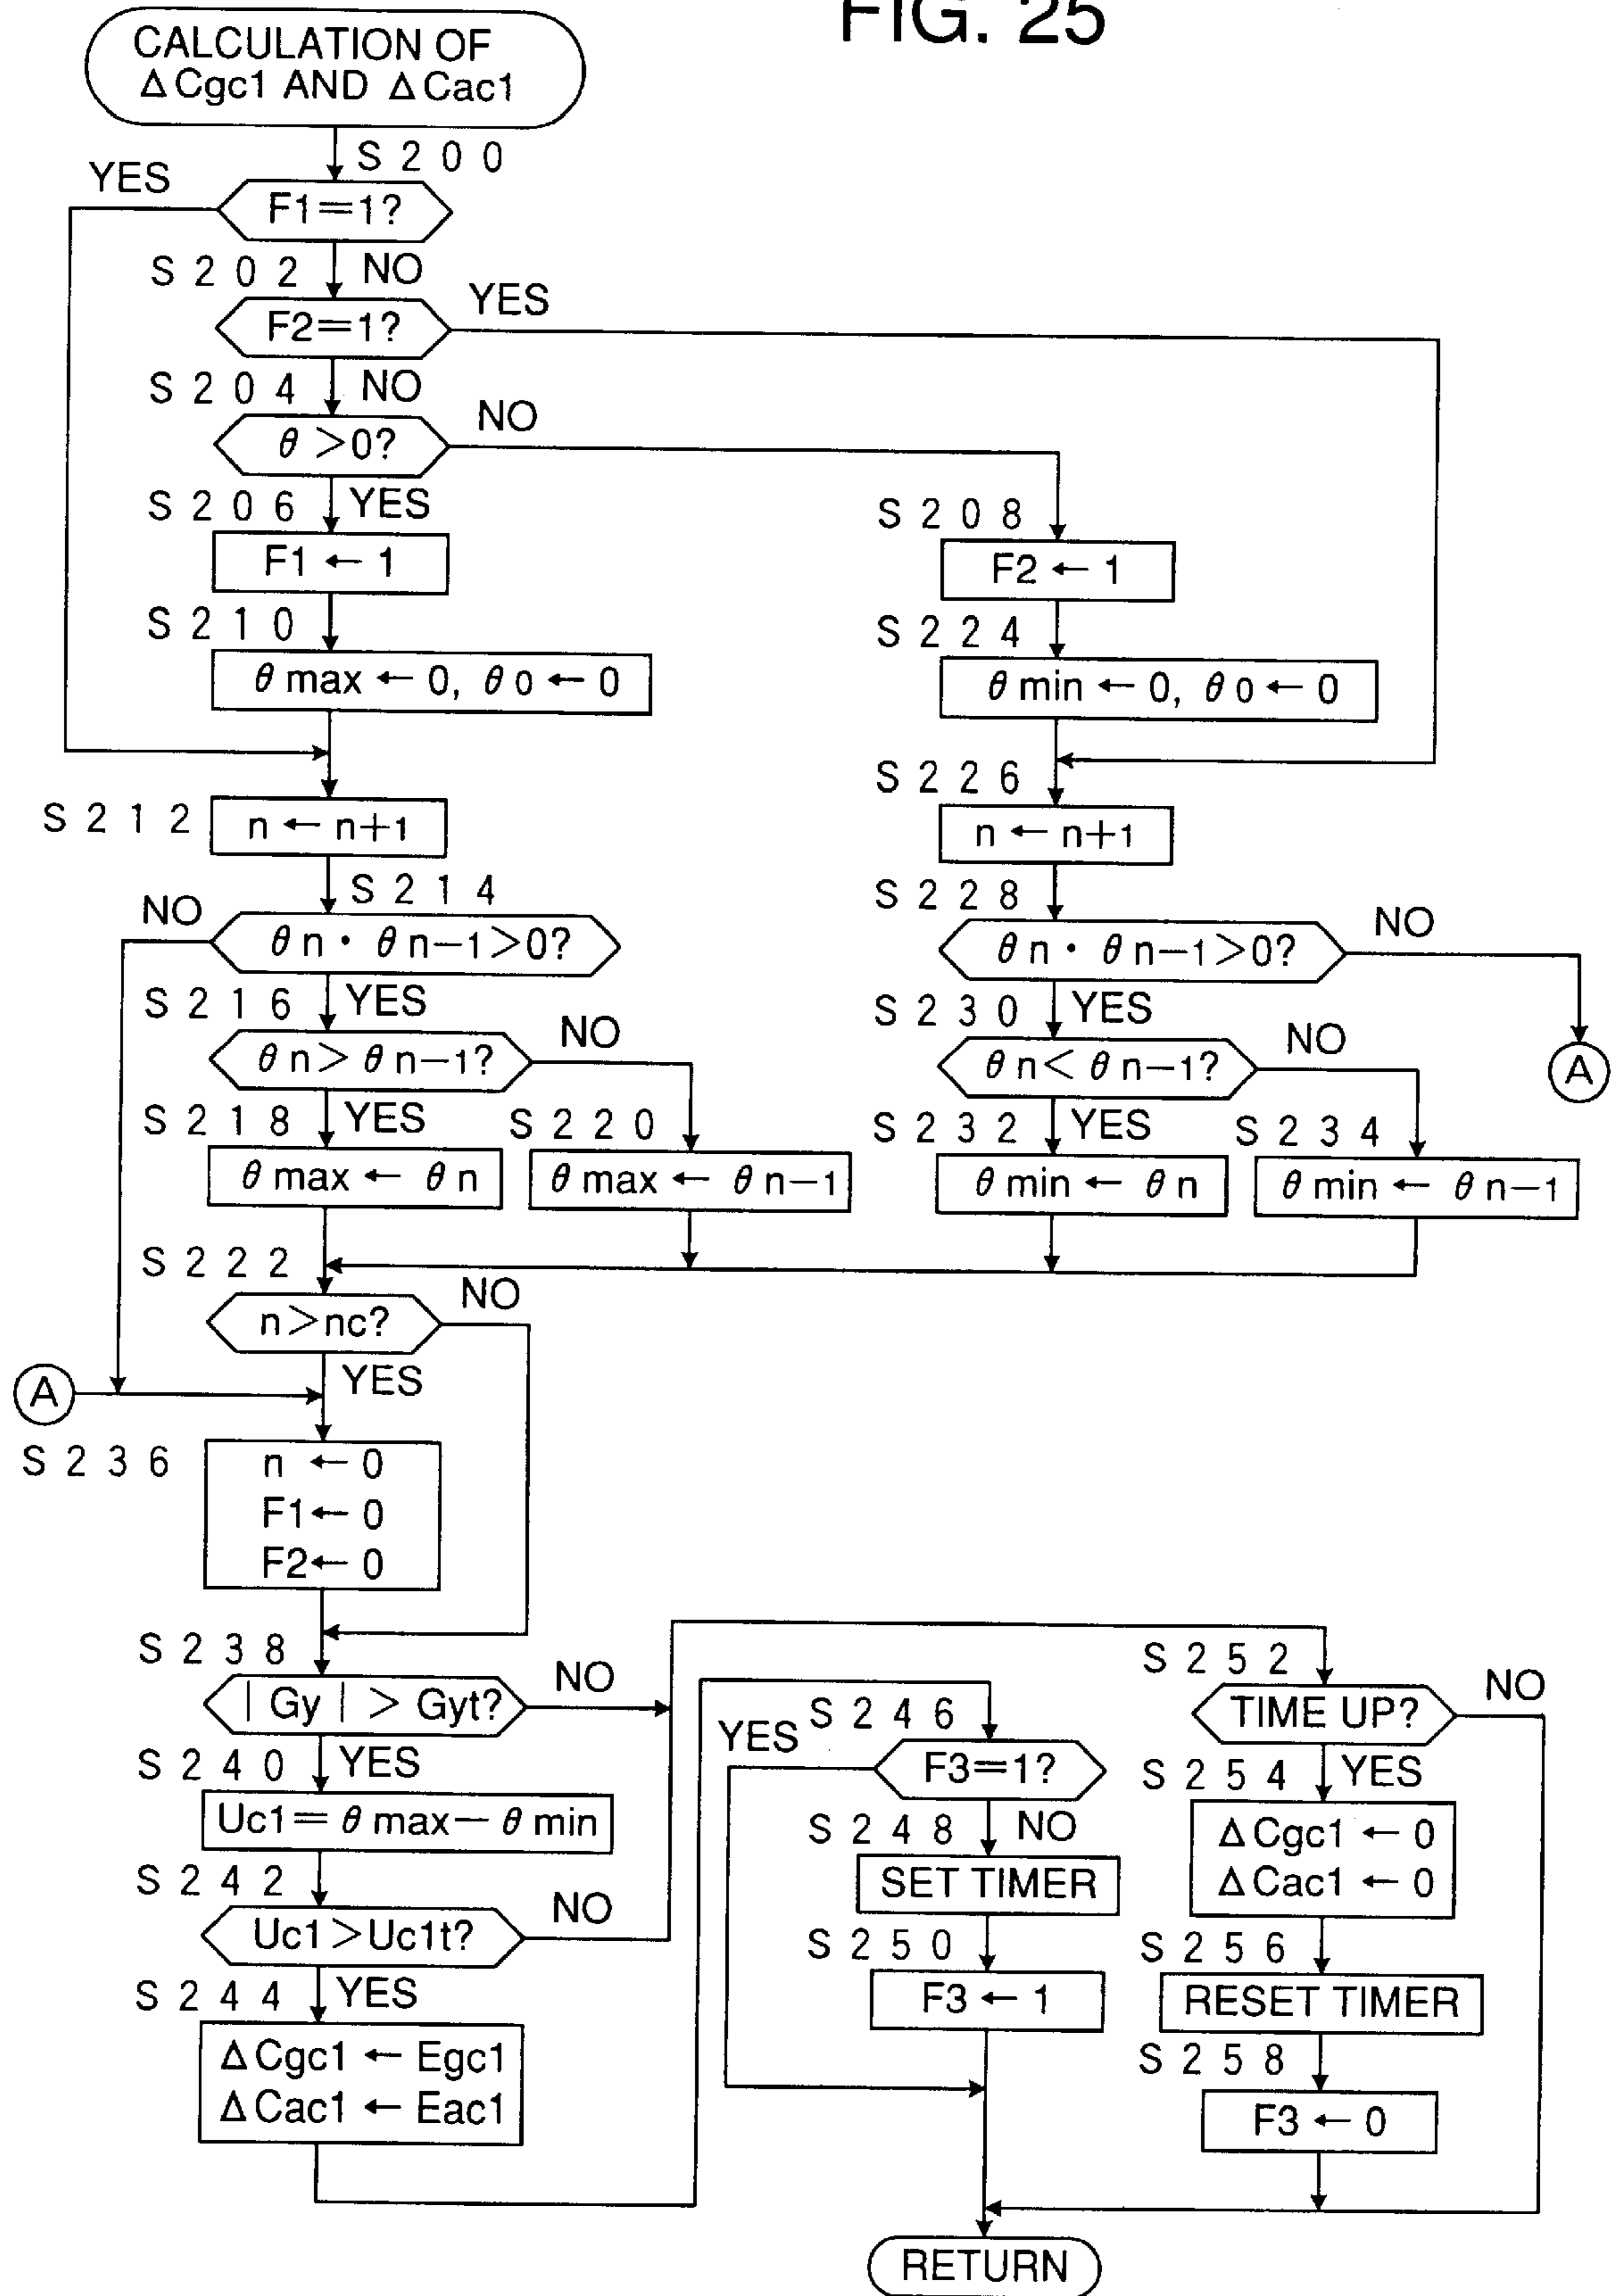 FIG. 25
CALCULATION OF
ΔCgc1 AND ΔCac1
S200
YES
F1=1?
S202
NO
F2=1?
YES
S204
NO
θ>0?
NO
S206
YES
F1 ← 1
S208
F2 ← 1
S210
θmax ← 0, θ0 ← 0
S224
θmin ← 0, θ0 ← 0
S212
n ← n+1
S226
n ← n+1
S214
NO
θn・θn−1>0?
S228
θn・θn−1>0?
NO
A
S216
YES
θn>θn−1?
NO
S230
YES
θn<θn−1?
NO
S218
YES
θmax ← θn
S220
θmax ← θn−1
S232
YES
θmin ← θn
S234
θmin ← θn−1
S222
n>nc?
NO
A
YES
S236
n ← 0
F1 ← 0
F2 ← 0
S238
|Gy| > Gyt?
NO
S240
YES
Uc1=θmax−θmin
S242
Uc1>Uc1t?
NO
S244
YES
ΔCgc1 ← Egc1
ΔCac1 ← Eac1
S246
YES
F3=1?
S248
NO
SET TIMER
S250
F3 ← 1
S252
TIME UP?
NO
S254
YES
ΔCgc1 ← 0
ΔCac1 ← 0
S256
RESET TIMER
S258
F3 ← 0
RETURN